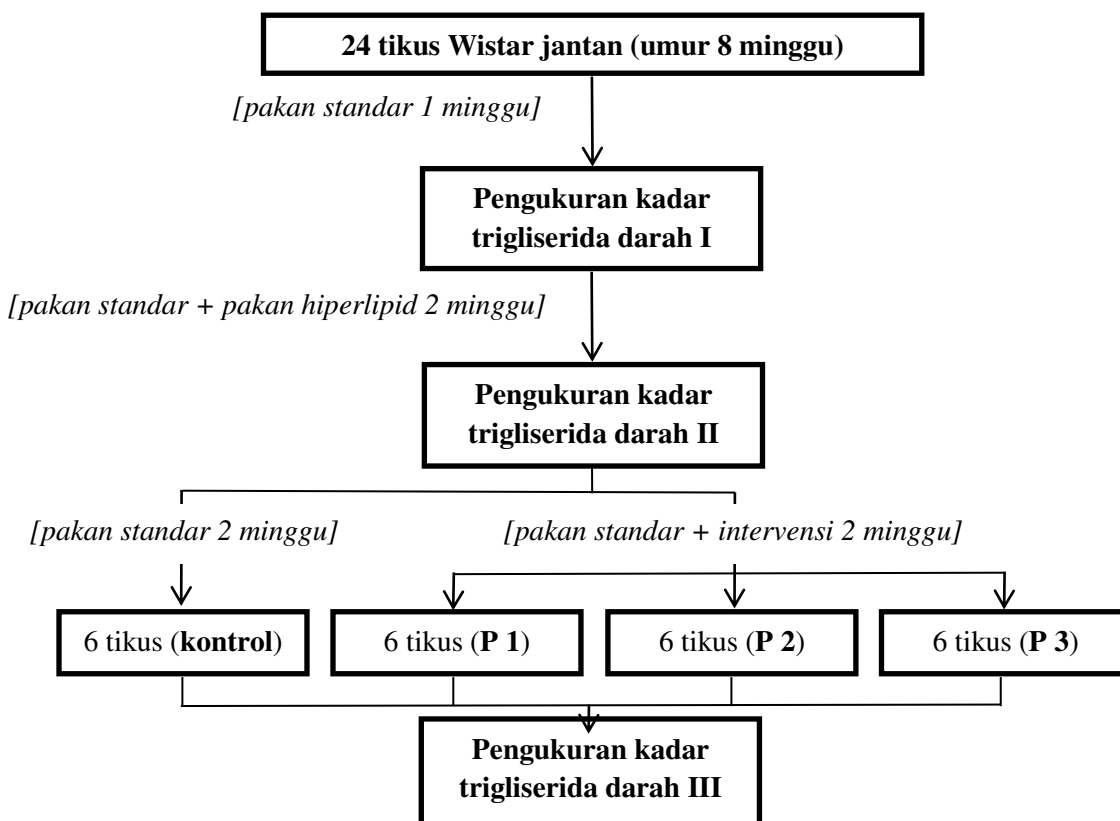 24 tikus Wistar jantan (umur 8 minggu)
[pakan standar 1 minggu]
Pengukuran kadar
trigliserida darah I
[pakan standar + pakan hiperlipid 2 minggu]
Pengukuran kadar
trigliserida darah II
[pakan standar 2 minggu]
[pakan standar + intervensi 2 minggu]
6 tikus (kontrol)
6 tikus (P 1)
6 tikus (P 2)
6 tikus (P 3)
Pengukuran kadar
trigliserida darah III